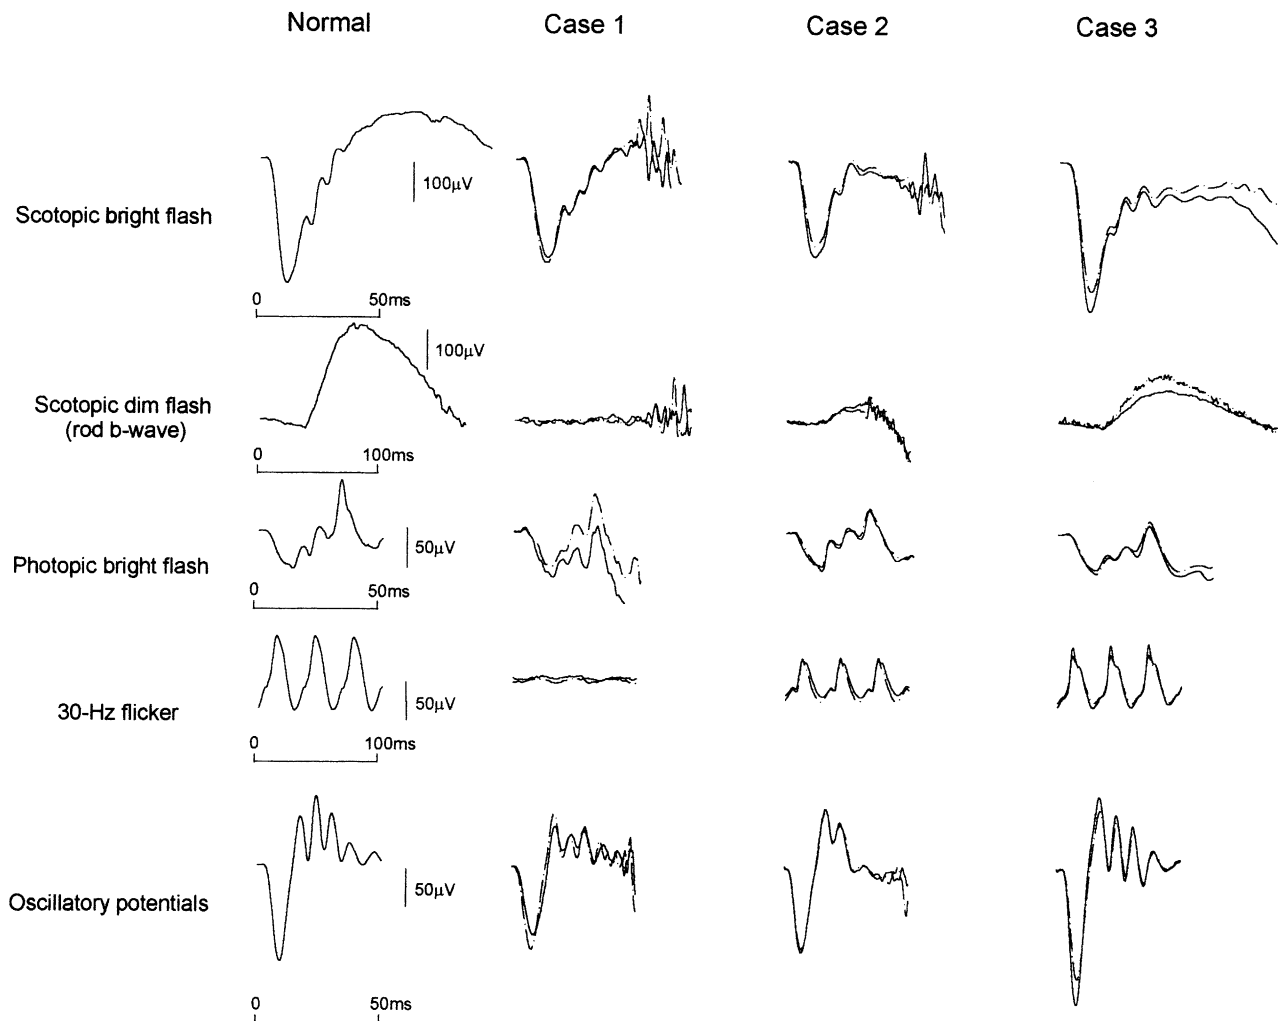 Normal Case 1 Case 2 Case 3
100μV
Scotopic bright flash
0 50ms
100μV
Scotopic dim flash
(rod b-wave)
0 100ms
50μV
Photopic bright flash
0 50ms
50μV
30-Hz flicker
0 100ms
50μV
Oscillatory potentials
0 50ms